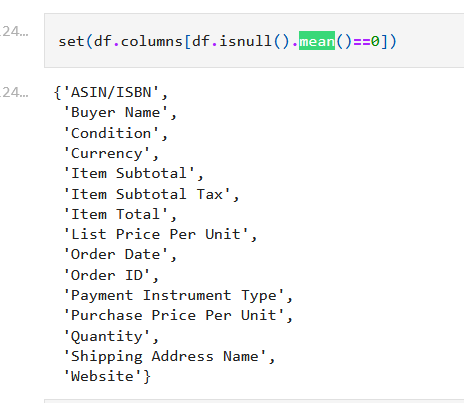 24…
set(df.columns[df.isnull().mean()==0])
24…
{'ASIN/ISBN',
'Buyer Name',
'Condition',
'Currency',
'Item Subtotal',
'Item Subtotal Tax',
'Item Total',
'List Price Per Unit',
'Order Date',
'Order ID',
'Payment Instrument Type',
'Purchase Price Per Unit',
'Quantity',
'Shipping Address Name',
'Website'}